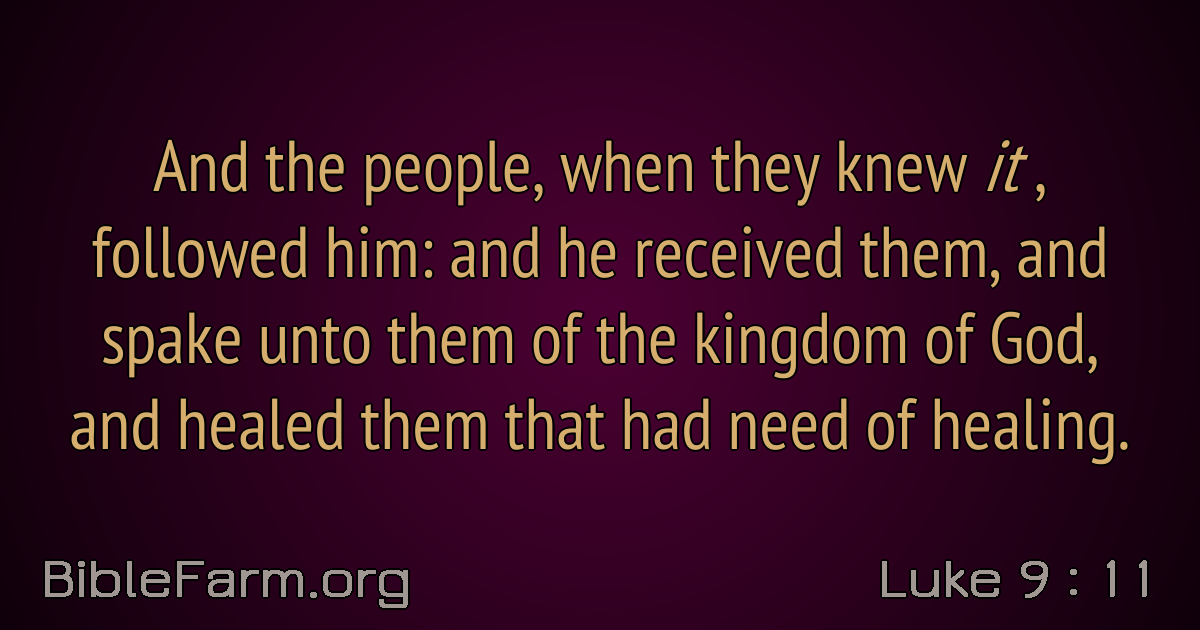 And the people, when they knew it ,
followed him: and he received them, and
spake unto them of the kingdom of God,
and healed them that had need of healing.
BibleFarm.org
Luke 9 : 11